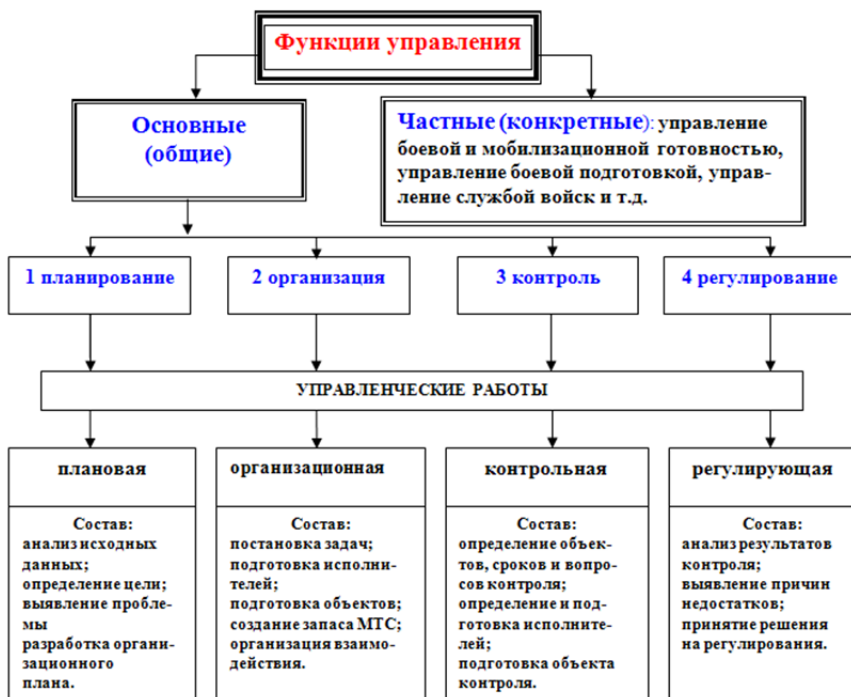 Функции управления
Основные
(общие)
Частные (конкретные): управление
боевой и мобилизационной готовностью,
управление боевой подготовкой, управ-
ление службой войск и т.д.
1 планирование
2 организация
3 контроль
4 регулирование
УПРАВЛЕНЧЕСКИЕ РАБОТЫ
плановая
Состав:
анализ исходных
данных;
определение цели;
выявление пробле-
мы
разработка органи-
зационного
плана.
организационная
Состав:
постановка задач;
подготовка исполни-
телей;
подготовка объектов;
создание запаса МТС;
организация взаимо-
действия.
контрольная
Состав:
определение объек-
тов, сроков и вопро-
сов контроля;
определение и под-
готовка исполните-
лей;
подготовка объекта
контроля.
регулирующая
Состав:
анализ результатов
контроля;
выявление причин
недостатков;
принятие решения
на регулирования.